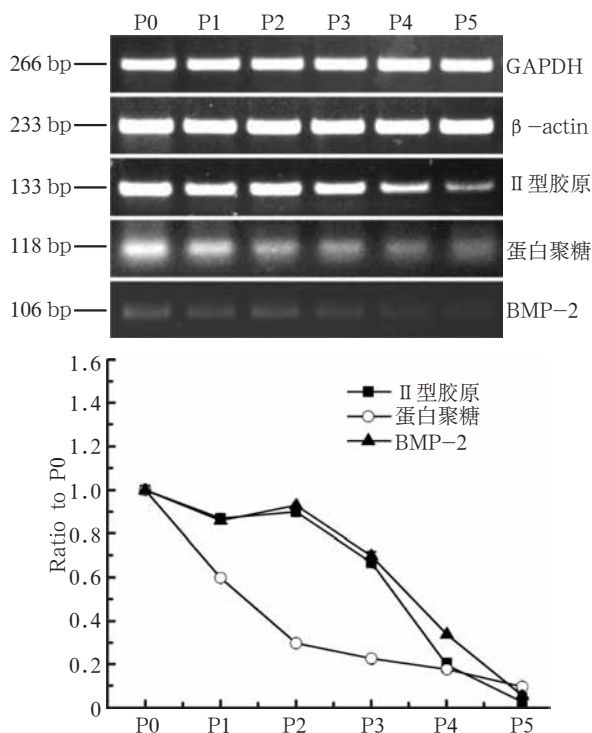 P0 P1 P2 P3 P4 P5
266 bp GAPDH
233 bp β-actin
133 bp Ⅱ型胶原
118 bp 蛋白聚糖
106 bp BMP-2
1.6
1.4
1.2
1.0
0.8
0.6
0.4
0.2
0
Ratio to P0
Ⅱ型胶原
蛋白聚糖
BMP-2
P0 P1 P2 P3 P4 P5